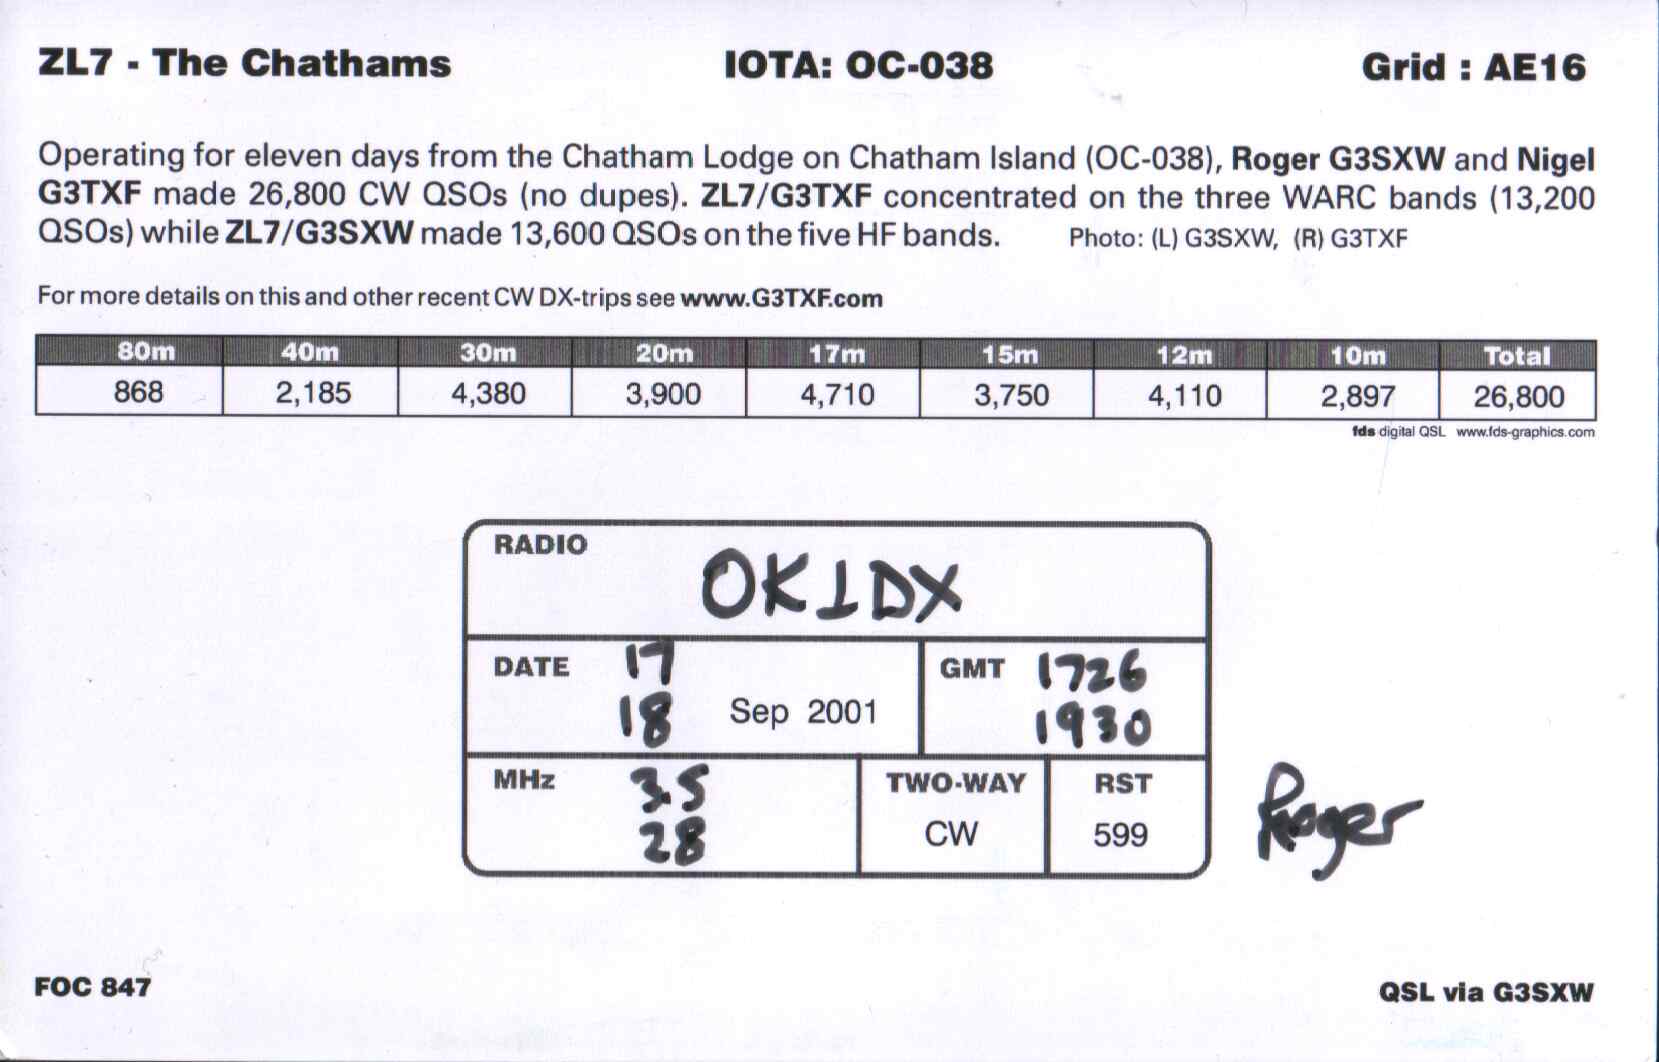 ZL7 - The Chathams IOTA: OC-038 Grid : AE16
Operating for eleven days from the Chatham Lodge on Chatham Island (OC-038), Roger G3SXW and Nigel
G3TXF made 26,800 CW QSOs (no dupes). ZL7/G3TXF concentrated on the three WARC bands (13,200
QSOs) while ZL7/G3SXW made 13,600 QSOs on the five HF bands. Photo: (L) G3SXW, (R) G3TXF
For more details on this and other recent CW DX-trips see www.G3TXF.com
80m 40m 30m 20m 17m 15m 12m 10m Total
868 2,185 4,380 3,900 4,710 3,750 4,110 2,897 26,800
fds digital QSL www.fds-graphics.com
RADIO
OK1DX
DATE 17 GMT 1726
18 Sep 2001 1930
MHz 3.5 TWO-WAY RST
28 CW 599
Roger
FOC 847 QSL via G3SXW